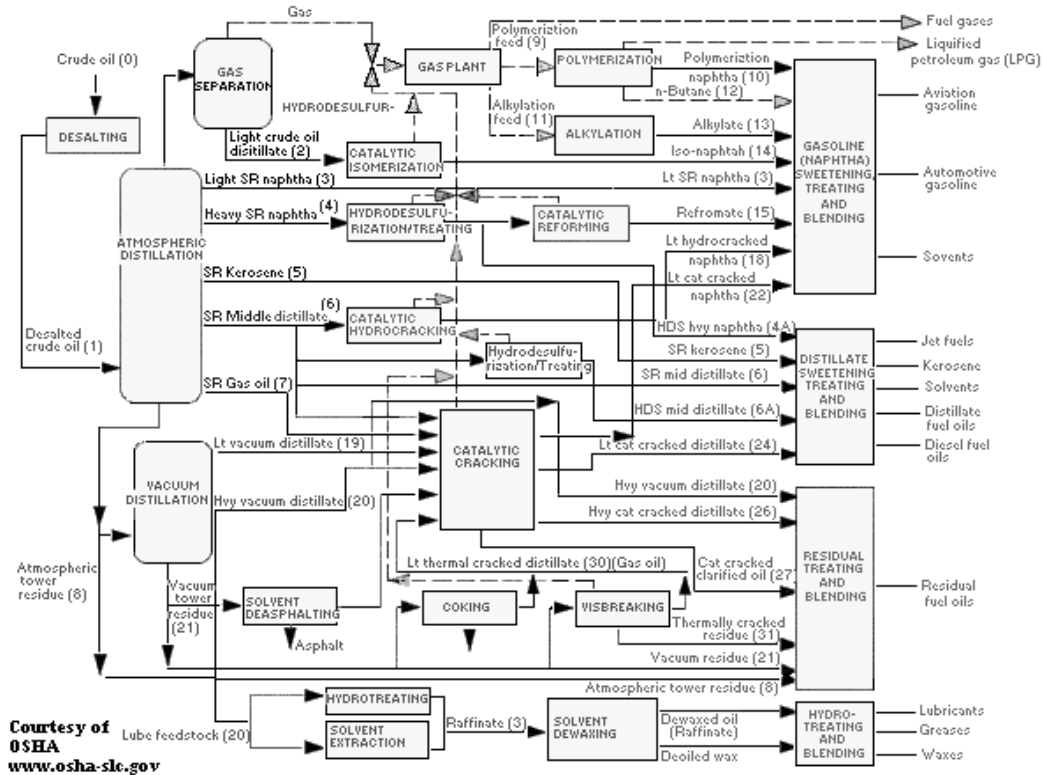 Gas
Polymeriztion
feed (9)
Fuel gases
Crude oil (0)
GAS
SEPARATION
GAS PLANT
POLYMERIZATION
Polymeriztion
naphtha (10)
Liquified
petroleum gas (LPG)
n-Butane (12)
Aviation
gasoline
HYDRODESULFUR-
Alkylation
feed (11)
DESALTING
ALKYLATION
Alkylate (13)
Light crude oil
disitillate (2)
CATALYTIC
ISOMERIZATION
Iso-naphtah (14)
GASOLINE
(NAPHTHA)
SWEETENING,
TREATING
AND
BLENDING
Automotive
gasoline
Light SR naphtha (3)
Lt SR naphtha (3)
Heavy SR naphtha (4)
HYDRODESULFU-
RIZATION/TREATING
CATALYTIC
REFORMING
Refromate (15)
ATMOSPHERIC
DISTILLATION
Lt hydrocracked
naphtha (18)
Sovents
SR Kerosene (5)
Lt cat cracked
naphtha (22)
SR Middle distillate
(6)
CATALYTIC
HYDROCRACKING
HDS hvy naphtha (4A)
Desalted
crude oil (1)
Hydrodesulfu-
rization/Treating
SR kerosene (5)
DISTILLATE
SWEETENING
TREATING
AND
BLENDING
Jet fuels
Kerosene
Solvents
Distillate
fuel oils
Diesel fuel
oils
SR Gas oil (7)
SR mid distillate (6)
HDS mid distillate (6A)
Lt vacuum distillate (19)
CATALYTIC
CRACKING
Lt cat cracked distillate (24)
VACUUM
DISTILLATION
Hvy vacuum distillate (20)
Hvy vacuum distillate (20)
Hvy cat cracked distillate (26)
Atmospheric
tower
residue (8)
Vacuum
tower
residue
(21)
Lt thermal cracked distillate (30)(Gas oil)
Cat cracked
clarified oil (27)
RESIDUAL
TREATING
AND
BLENDING
Residual
fuel oils
SOLVENT
DEASPHALTING
COKING
VISBREAKING
Asphalt
Thermally cracked
residue (31)
Vacuum residue (21)
Atmospheric tower residue (8)
HYDROTREATING
Lube feedstock (20)
SOLVENT
EXTRACTION
Raffinate (3)
SOLVENT
DEWAXING
Dewaxed oil
(Raffinate)
Deoiled wax
HYDRO-
TREATING
AND
BLENDING
Lubricants
Greases
Waxes
Courtesy of
OSHA
www.osha-slc.gov